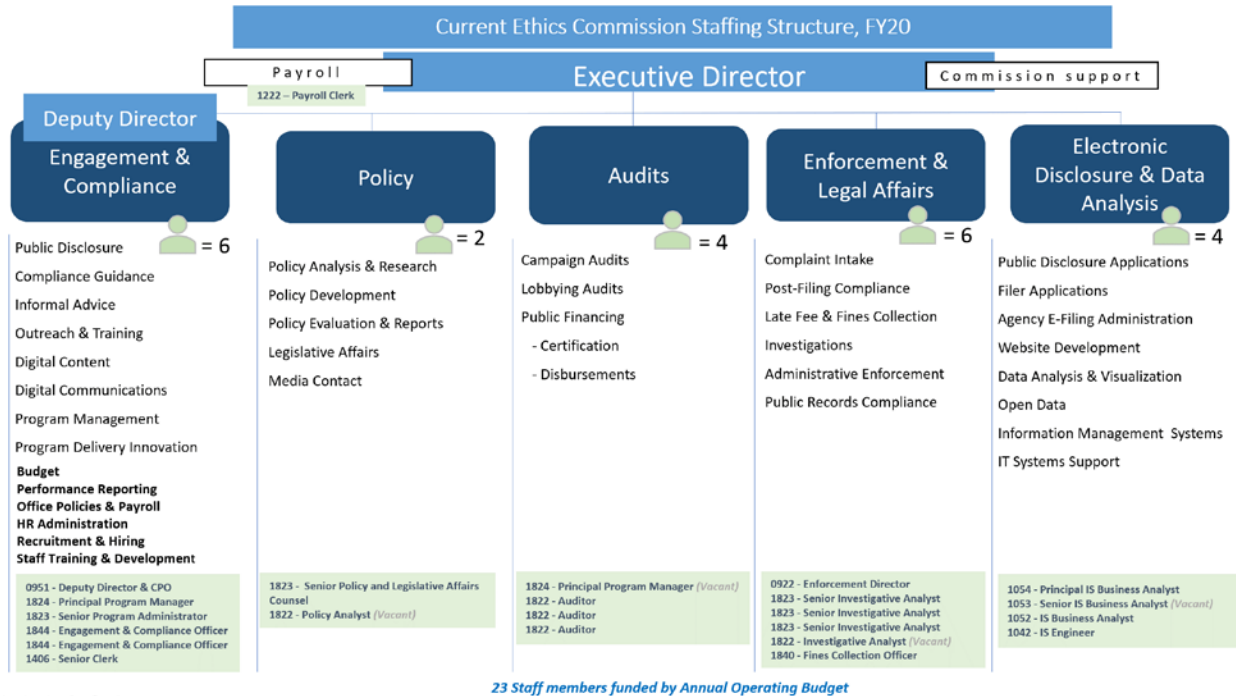 Current Ethics Commission Staffing Structure, FY20
Payroll
Executive Director
Commission support
1222 – Payroll Clerk
Deputy Director
Engagement &
Compliance
= 6
Public Disclosure
Compliance Guidance
Informal Advice
Outreach & Training
Digital Content
Digital Communications
Program Management
Program Delivery Innovation
Budget
Performance Reporting
Office Policies & Payroll
HR Administration
Recruitment & Hiring
Staff Training & Development
0951 - Deputy Director & CPO
1824 - Principal Program Manager
1823 - Senior Program Administrator
1844 - Engagement & Compliance Officer
1844 - Engagement & Compliance Officer
1406 - Senior Clerk
Policy
= 2
Policy Analysis & Research
Policy Development
Policy Evaluation & Reports
Legislative Affairs
Media Contact
1823 - Senior Policy and Legislative Affairs
Counsel
1822 - Policy Analyst (Vacant)
Audits
= 4
Campaign Audits
Lobbying Audits
Public Financing
- Certification
- Disbursements
1824 - Principal Program Manager (Vacant)
1822 - Auditor
1822 - Auditor
1822 - Auditor
Enforcement &
Legal Affairs
= 6
Complaint Intake
Post-Filing Compliance
Late Fee & Fines Collection
Investigations
Administrative Enforcement
Public Records Compliance
0922 - Enforcement Director
1823 - Senior Investigative Analyst
1823 - Senior Investigative Analyst
1823 - Senior Investigative Analyst
1822 - Investigative Analyst (Vacant)
1840 - Fines Collection Officer
Electronic
Disclosure & Data
Analysis
= 4
Public Disclosure Applications
Filer Applications
Agency E-Filing Administration
Website Development
Data Analysis & Visualization
Open Data
Information Management Systems
IT Systems Support
1054 - Principal IS Business Analyst
1053 - Senior IS Business Analyst (Vacant)
1052 - IS Business Analyst
1042 - IS Engineer
23 Staff members funded by Annual Operating Budget